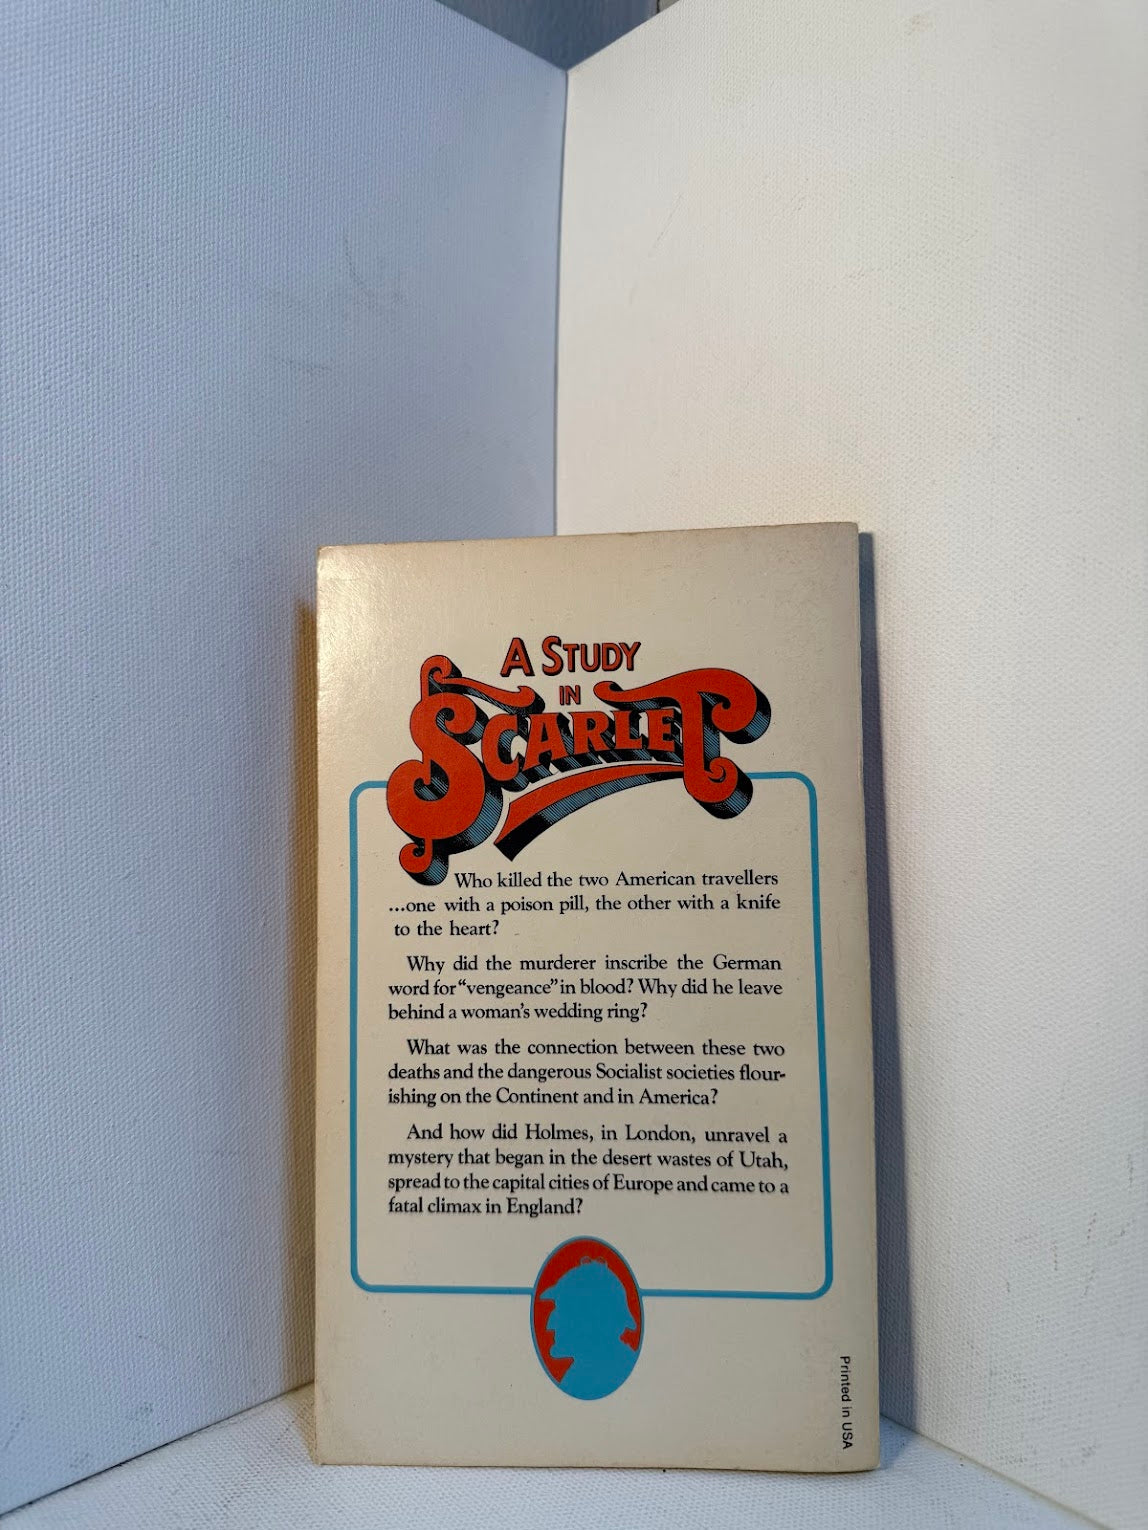 A STUDY
IN
SCARLET
Who killed the two American travellers
...one with a poison pill, the other with a knife
to the heart?
Why did the murderer inscribe the German
word for "vengeance" in blood? Why did he leave
behind a woman's wedding ring?
What was the connection between these two
deaths and the dangerous Socialist societies flour-
ishing on the Continent and in America?
And how did Holmes, in London, unravel a
mystery that began in the desert wastes of Utah,
spread to the capital cities of Europe and came to a
fatal climax in England?
Printed in USA